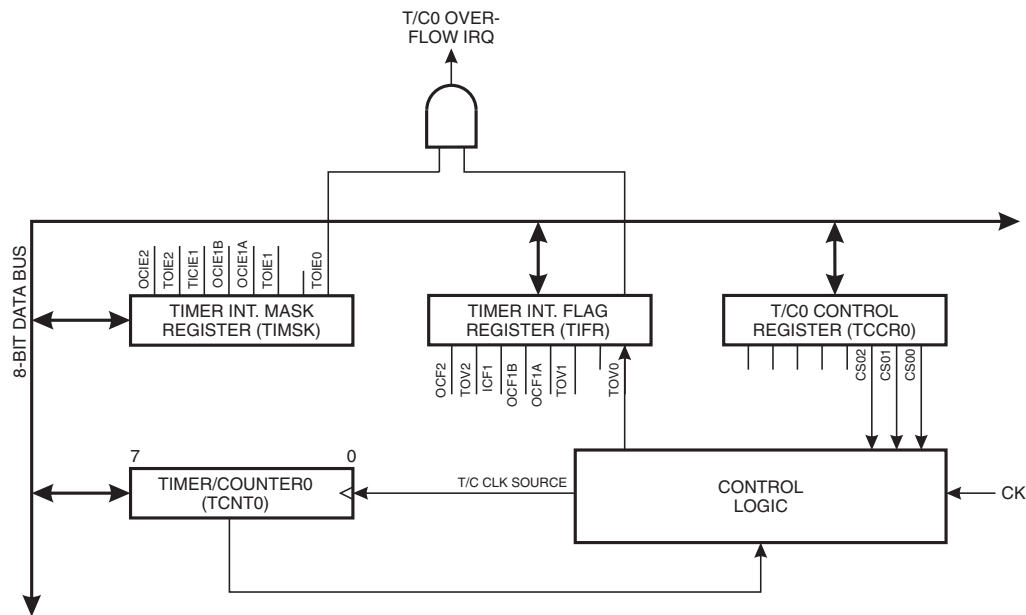 T/C0 OVER-
FLOW IRQ
8-BIT DATA BUS
OCIE2
TOIE2
TICIE1
OCIE1B
OCIE1A
TOIE1
TOIE0
TIMER INT. MASK
REGISTER (TIMSK)
TIMER INT. FLAG
REGISTER (TIFR)
T/C0 CONTROL
REGISTER (TCCR0)
OCF2
TOV2
ICF1
OCF1B
OCF1A
TOV1
TOV0
CS02
CS01
CS00
7
0
TIMER/COUNTER0
(TCNT0)
T/C CLK SOURCE
CONTROL
LOGIC
CK